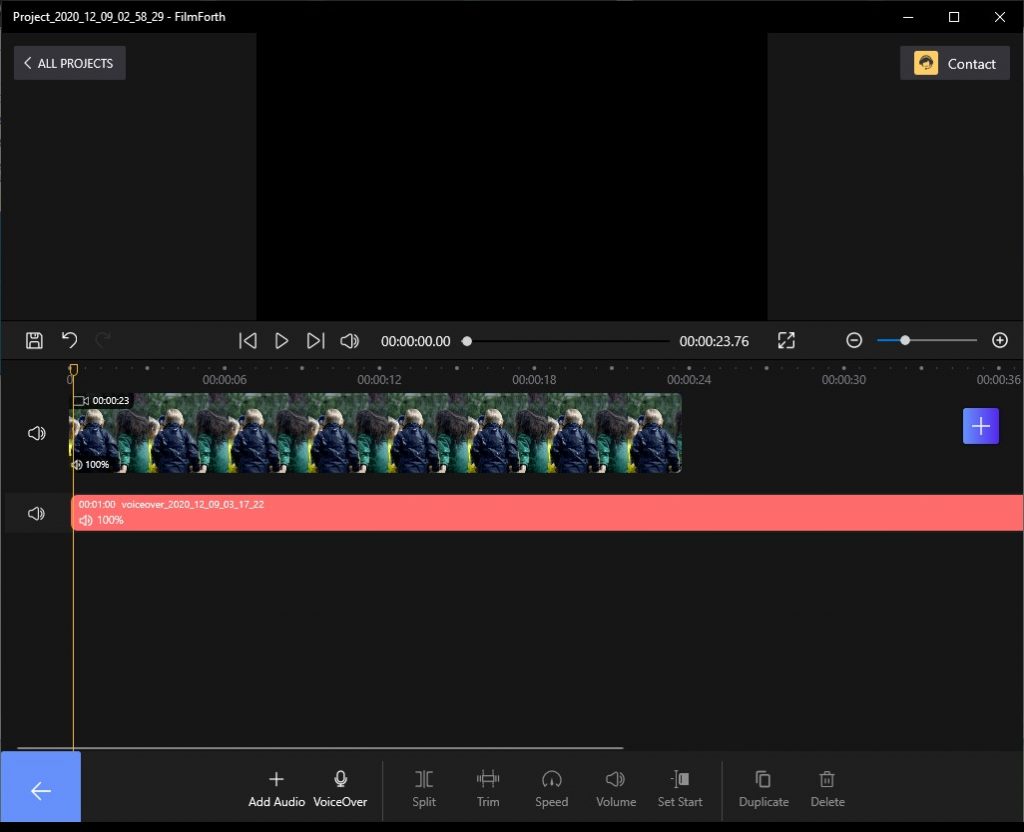 Project_2020_12_09_02_58_29 - FilmForth
ALL PROJECTS
Contact
00:00:00.00
00:00:23.76
0 00:00:06 00:00:12 00:00:18 00:00:24 00:00:30 00:00:36
00:00:23
100%
00:01:00 voiceover_2020_12_09_03_17_22
100%
Add Audio VoiceOver Split Trim Speed Volume Set Start Duplicate Delete